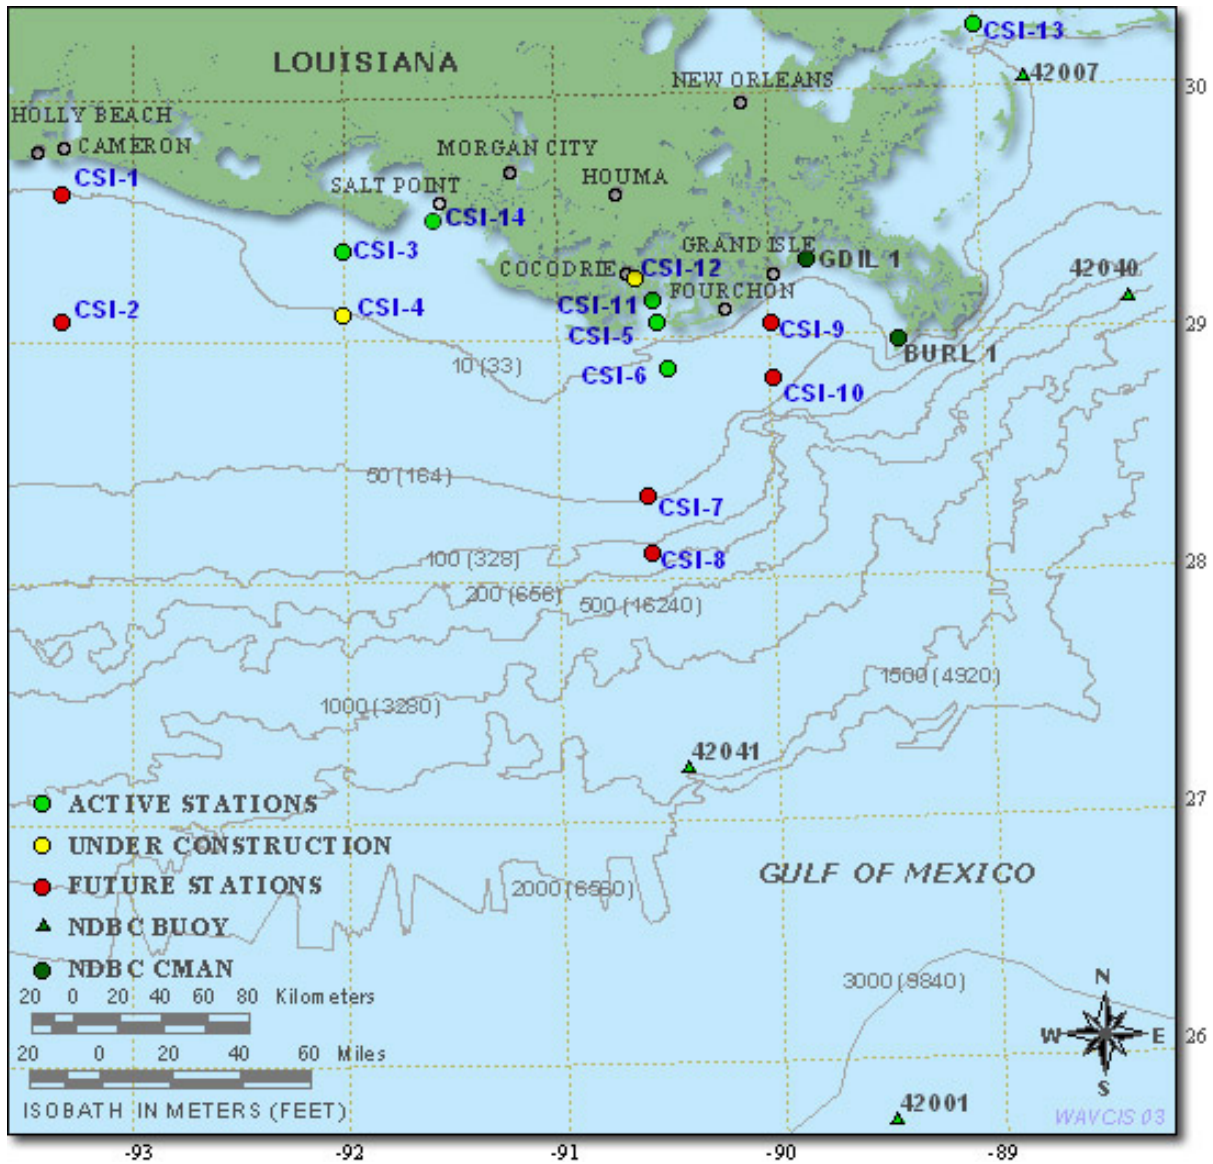 CSI-13
LOUISIANA
42007
NEW ORLEANS
30
HOLLY BEACH
CAMERON
MORGAN CITY
CSI-1
SALT POINT
HOUMA
CSI-14
GRAND ISLE
CSI-3
COCODRIE
CSI-12
GDIL 1
42040
FOURCHON
CSI-2
CSI-4
CSI-11
CSI-9
29
CSI-5
BURL 1
10 (33)
CSI-6
CSI-10
50 (164)
CSI-7
100 (328)
CSI-8
28
200 (656)
500 (16240)
1500 (4920)
1000 (3280)
42041
ACTIVE STATIONS
27
UNDER CONSTRUCTION
GULF OF MEXICO
FUTURE STATIONS
2000 (6560)
NDBC BUOY
NDBC CMAN
3000 (9840)
N
20 0 20 40 60 80 Kilometers
W E
26
20 0 20 40 60 Miles
S
42001
ISOBATH IN METERS (FEET)
WAVCIS 03
-93 -92 -91 -90 -89